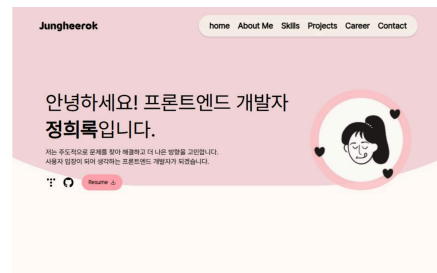 Jungheerok
home About Me Skills Projects Career Contact
안녕하세요! 프론트엔드 개발자
정희록입니다.
저는 주도적으로 문제를 찾아 해결하고 더 나은 방향을 고민합니다.
사용자 입장이 되어 생각하는 프론트엔드 개발자가 되겠습니다.
Resume